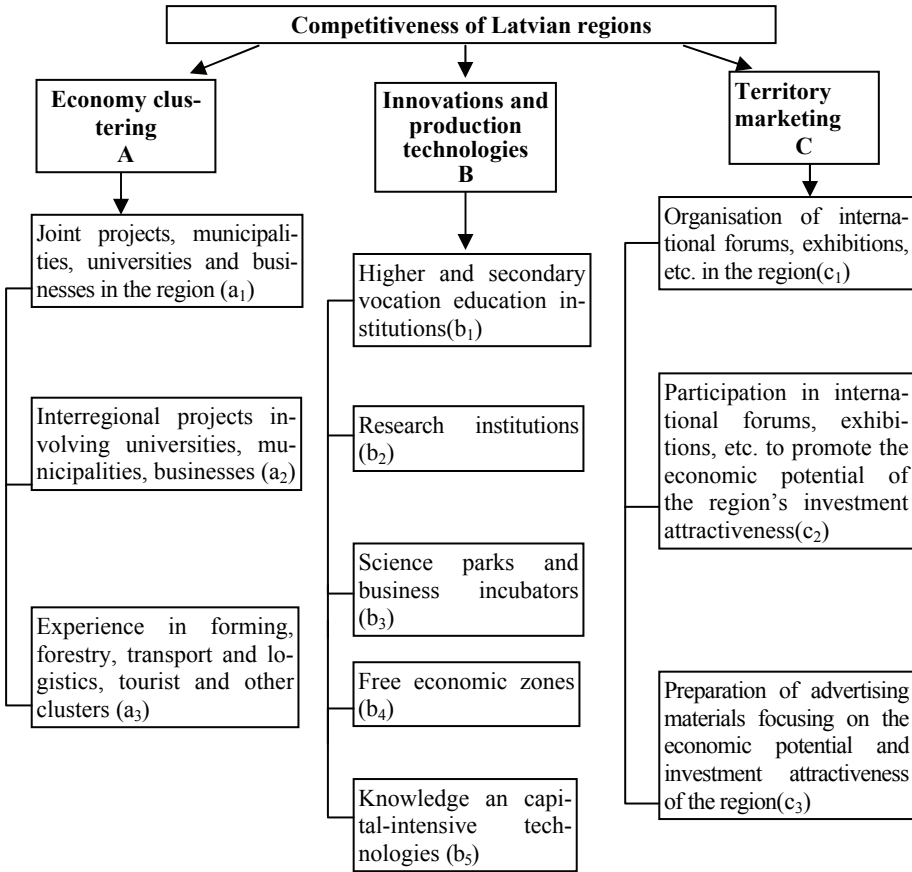 Competitiveness of Latvian regions
Economy clus-
tering
A
Innovations and
production
technologies
B
Territory
marketing
C
Joint projects, municipali-
ties, universities and busi-
nesses in the region (a₁)
Interregional projects in-
volving universities, mu-
nicipalities, businesses (a₂)
Experience in forming,
forestry, transport and lo-
gistics, tourist and other
clusters (a₃)
Higher and secondary
vocation education in-
stitutions(b₁)
Research institutions
(b₂)
Science parks and
business incubators
(b₃)
Free economic zones
(b₄)
Knowledge an capi-
tal-intensive tech-
nologies (b₅)
Organisation of interna-
tional forums, exhibitions,
etc. in the region(c₁)
Participation in interna-
tional forums, exhibi-
tions, etc. to promote the
economic potential of
the region’s investment
attractiveness(c₂)
Preparation of advertising
materials focusing on the
economic potential and
investment attractiveness
of the region(c₃)